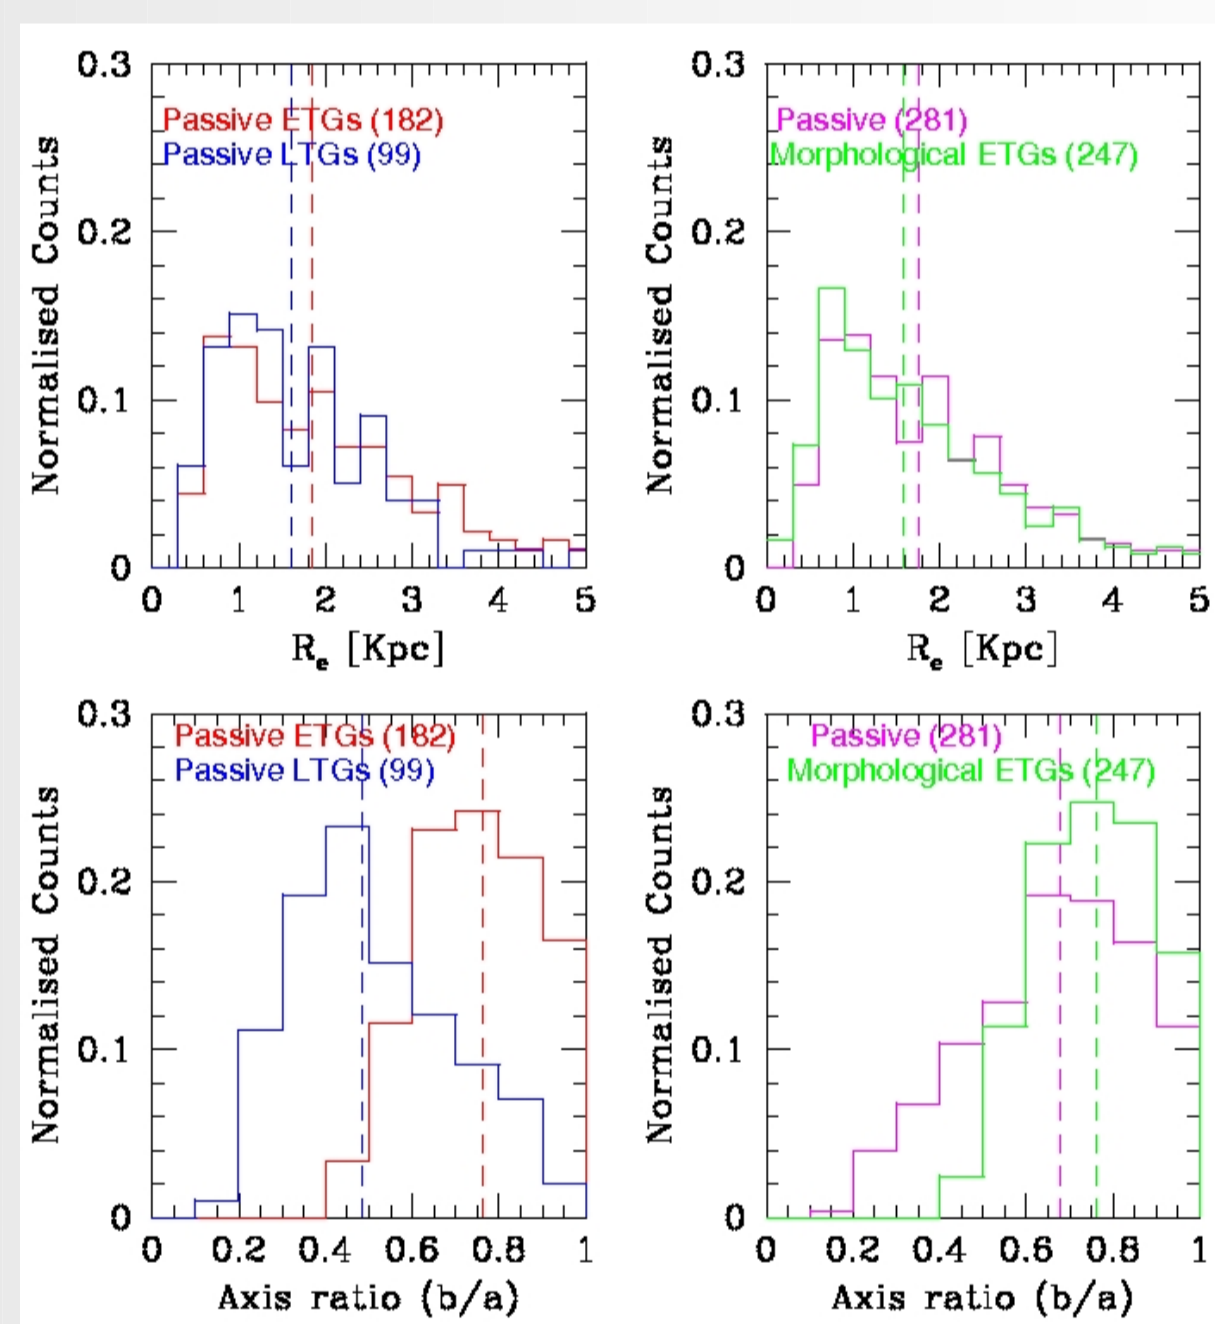 0.3
0.2
0.1
0
Normalised Counts
Passive ETGs (182)
Passive LTGs (99)
0 1 2 3 4 5
Re [Kpc]
0.3
0.2
0.1
0
Normalised Counts
Passive (281)
Morphological ETGs (247)
0 1 2 3 4 5
Re [Kpc]
0.3
0.2
0.1
0
Normalised Counts
Passive ETGs (182)
Passive LTGs (99)
0 0.2 0.4 0.6 0.8 1
Axis ratio (b/a)
0.3
0.2
0.1
0
Normalised Counts
Passive (281)
Morphological ETGs (247)
0 0.2 0.4 0.6 0.8 1
Axis ratio (b/a)